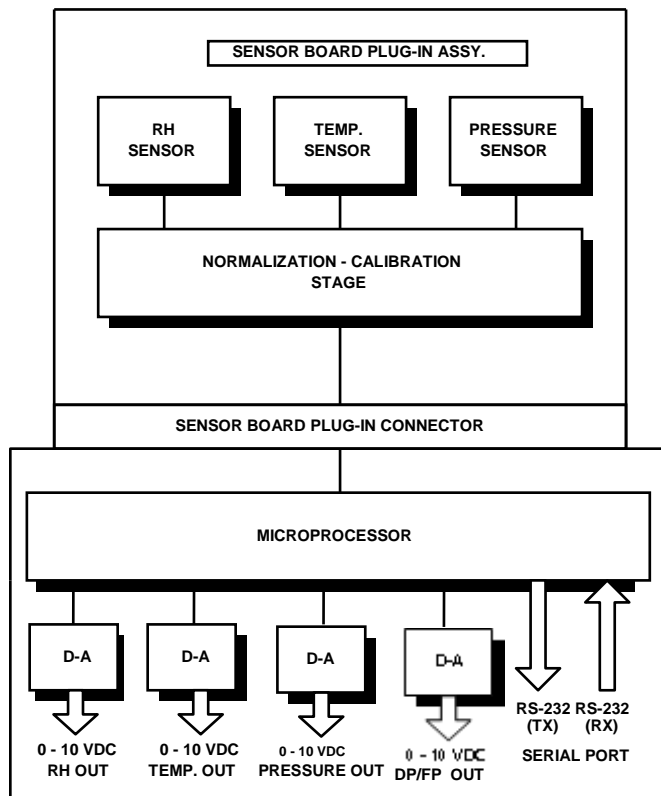 SENSOR BOARD PLUG-IN ASSY.
RH
SENSOR
TEMP.
SENSOR
PRESSURE
SENSOR
NORMALIZATION - CALIBRATION
STAGE
SENSOR BOARD PLUG-IN CONNECTOR
MICROPROCESSOR
D-A
D-A
D-A
D-A
0 - 10 VDC
RH OUT
0 - 10 VDC
TEMP. OUT
0 - 10 VDC
PRESSURE OUT
0 - 10 VDC
DP/FP OUT
RS-232
(TX)
RS-232
(RX)
SERIAL PORT